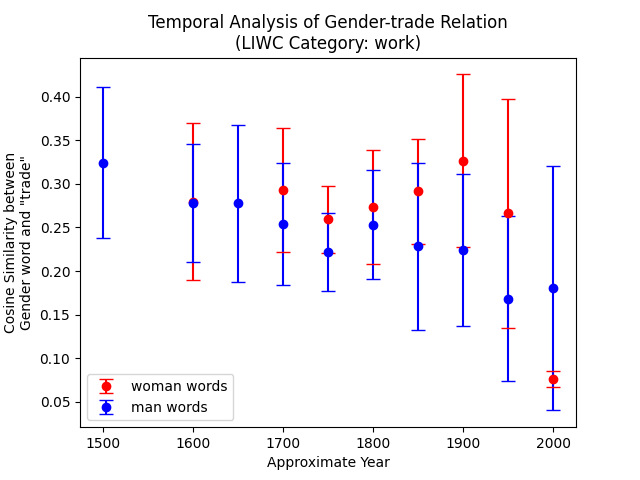 Temporal Analysis of Gender-trade Relation
(LIWC Category: work)
Cosine Similarity between
Gender word and "trade"
0.40
0.35
0.30
0.25
0.20
0.15
0.10
0.05
woman words
man words
1500
1600
1700
1800
1900
2000
Approximate Year